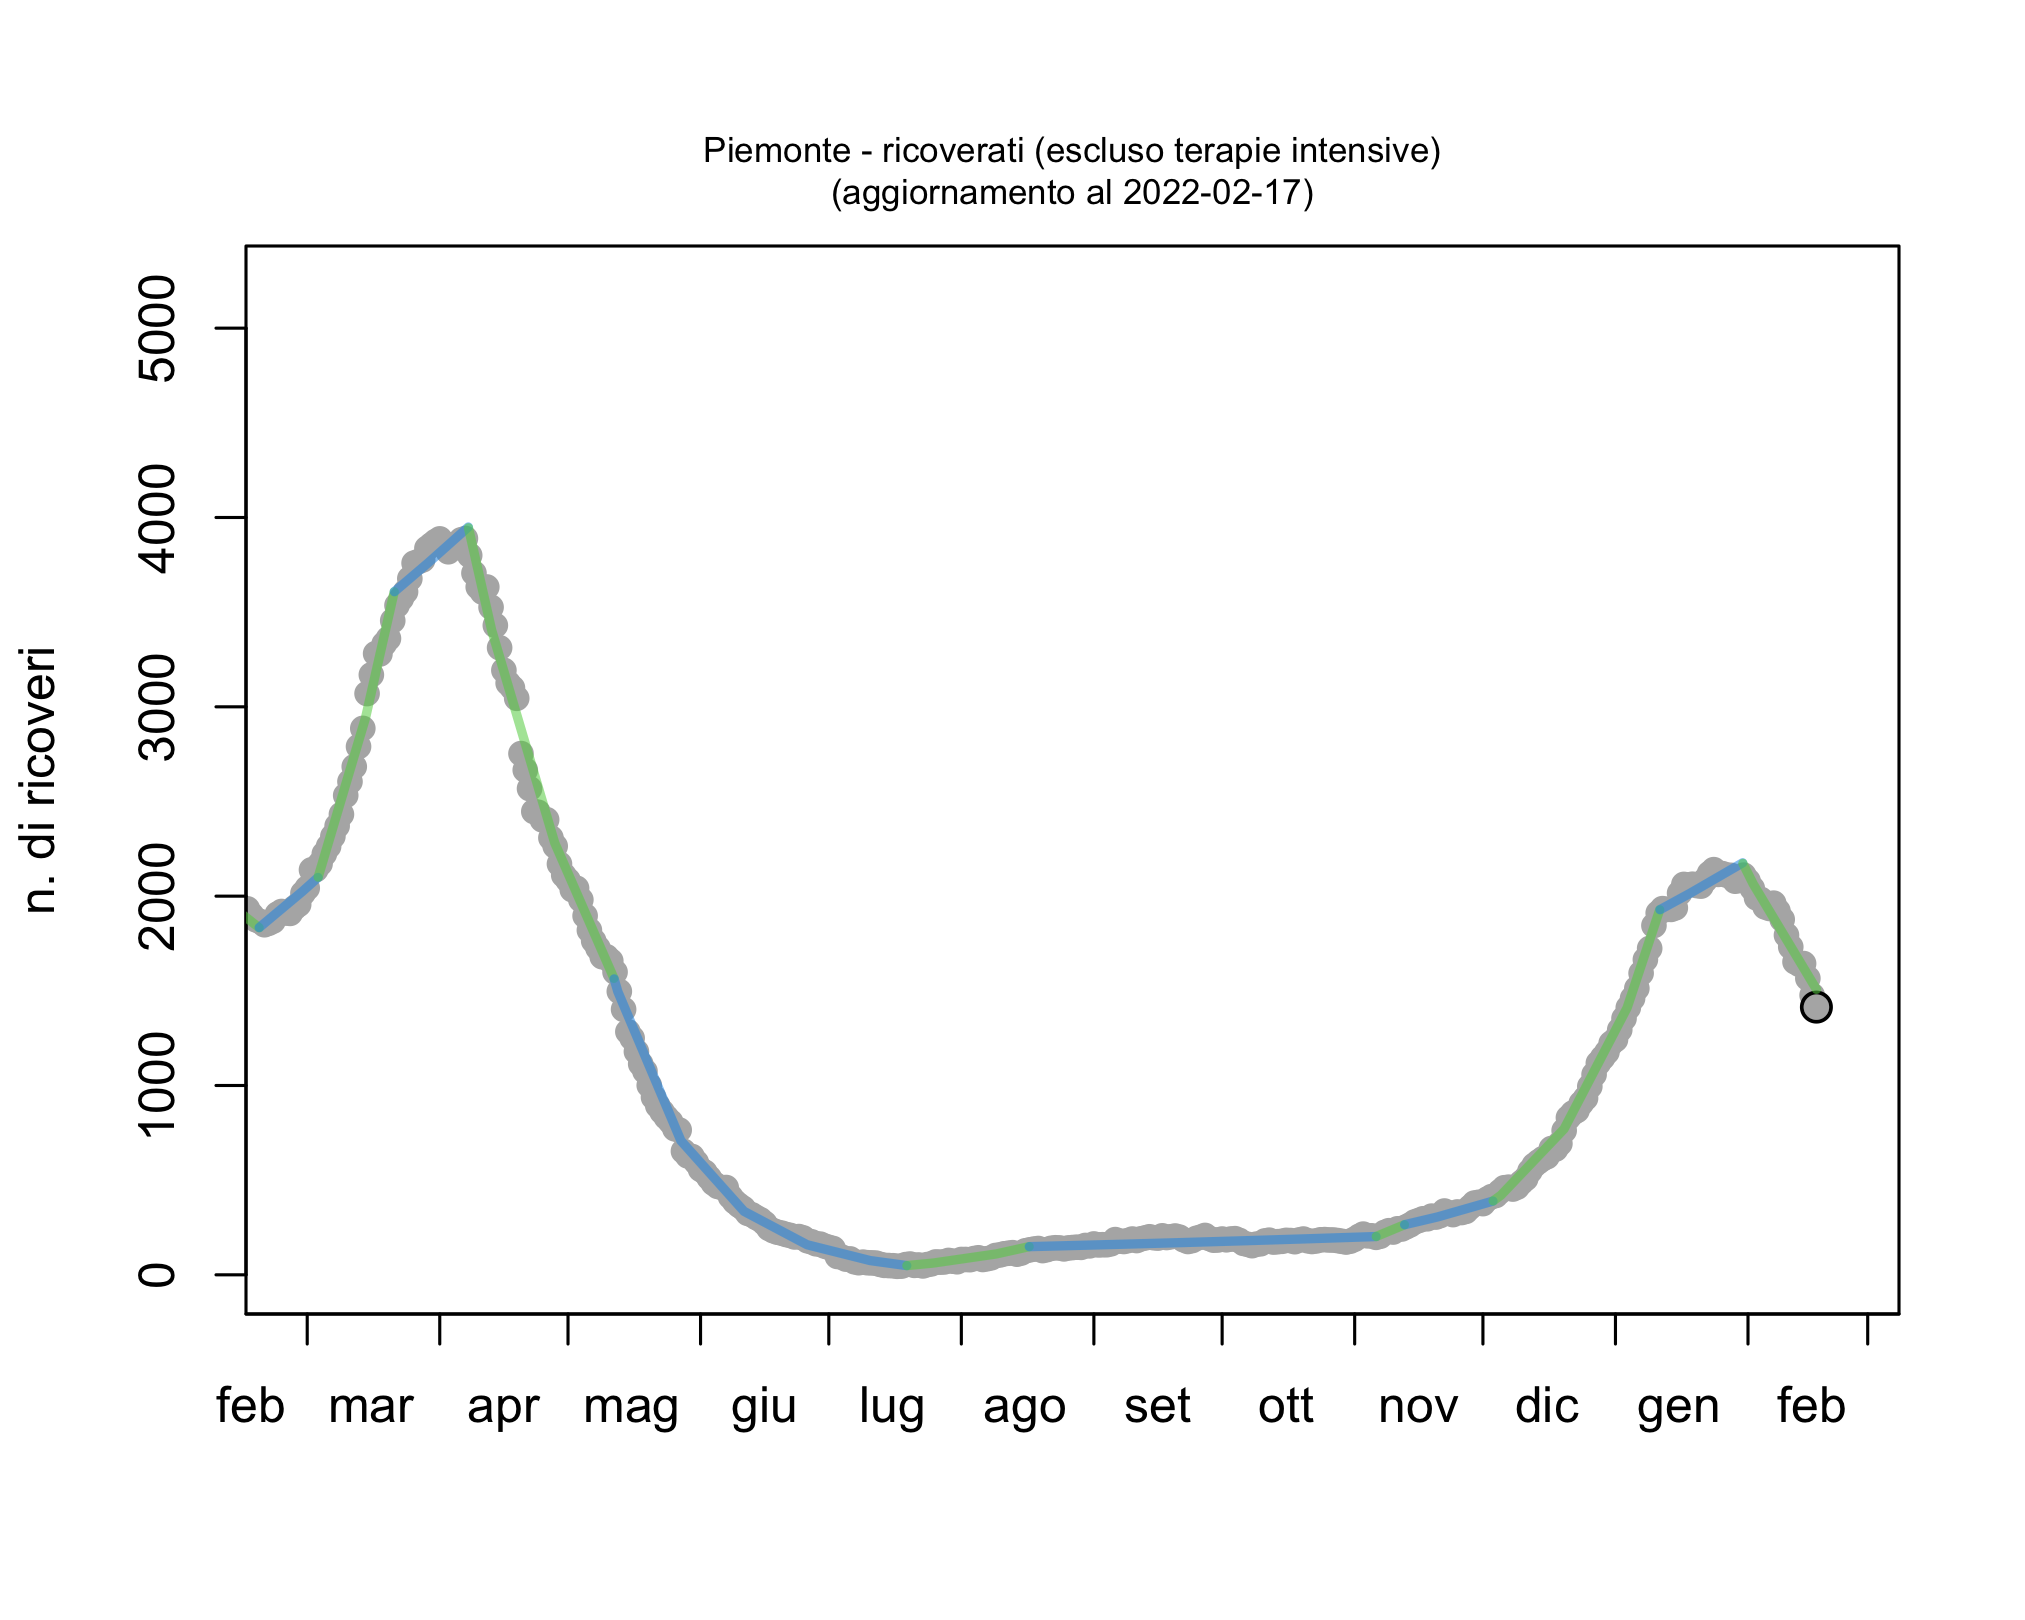 Piemonte - ricoverati (escluso terapie intensive)
(aggiornamento al 2022-02-17)
n. di ricoveri
5000
4000
3000
2000
1000
0
feb mar apr mag giu lug ago set ott nov dic gen feb